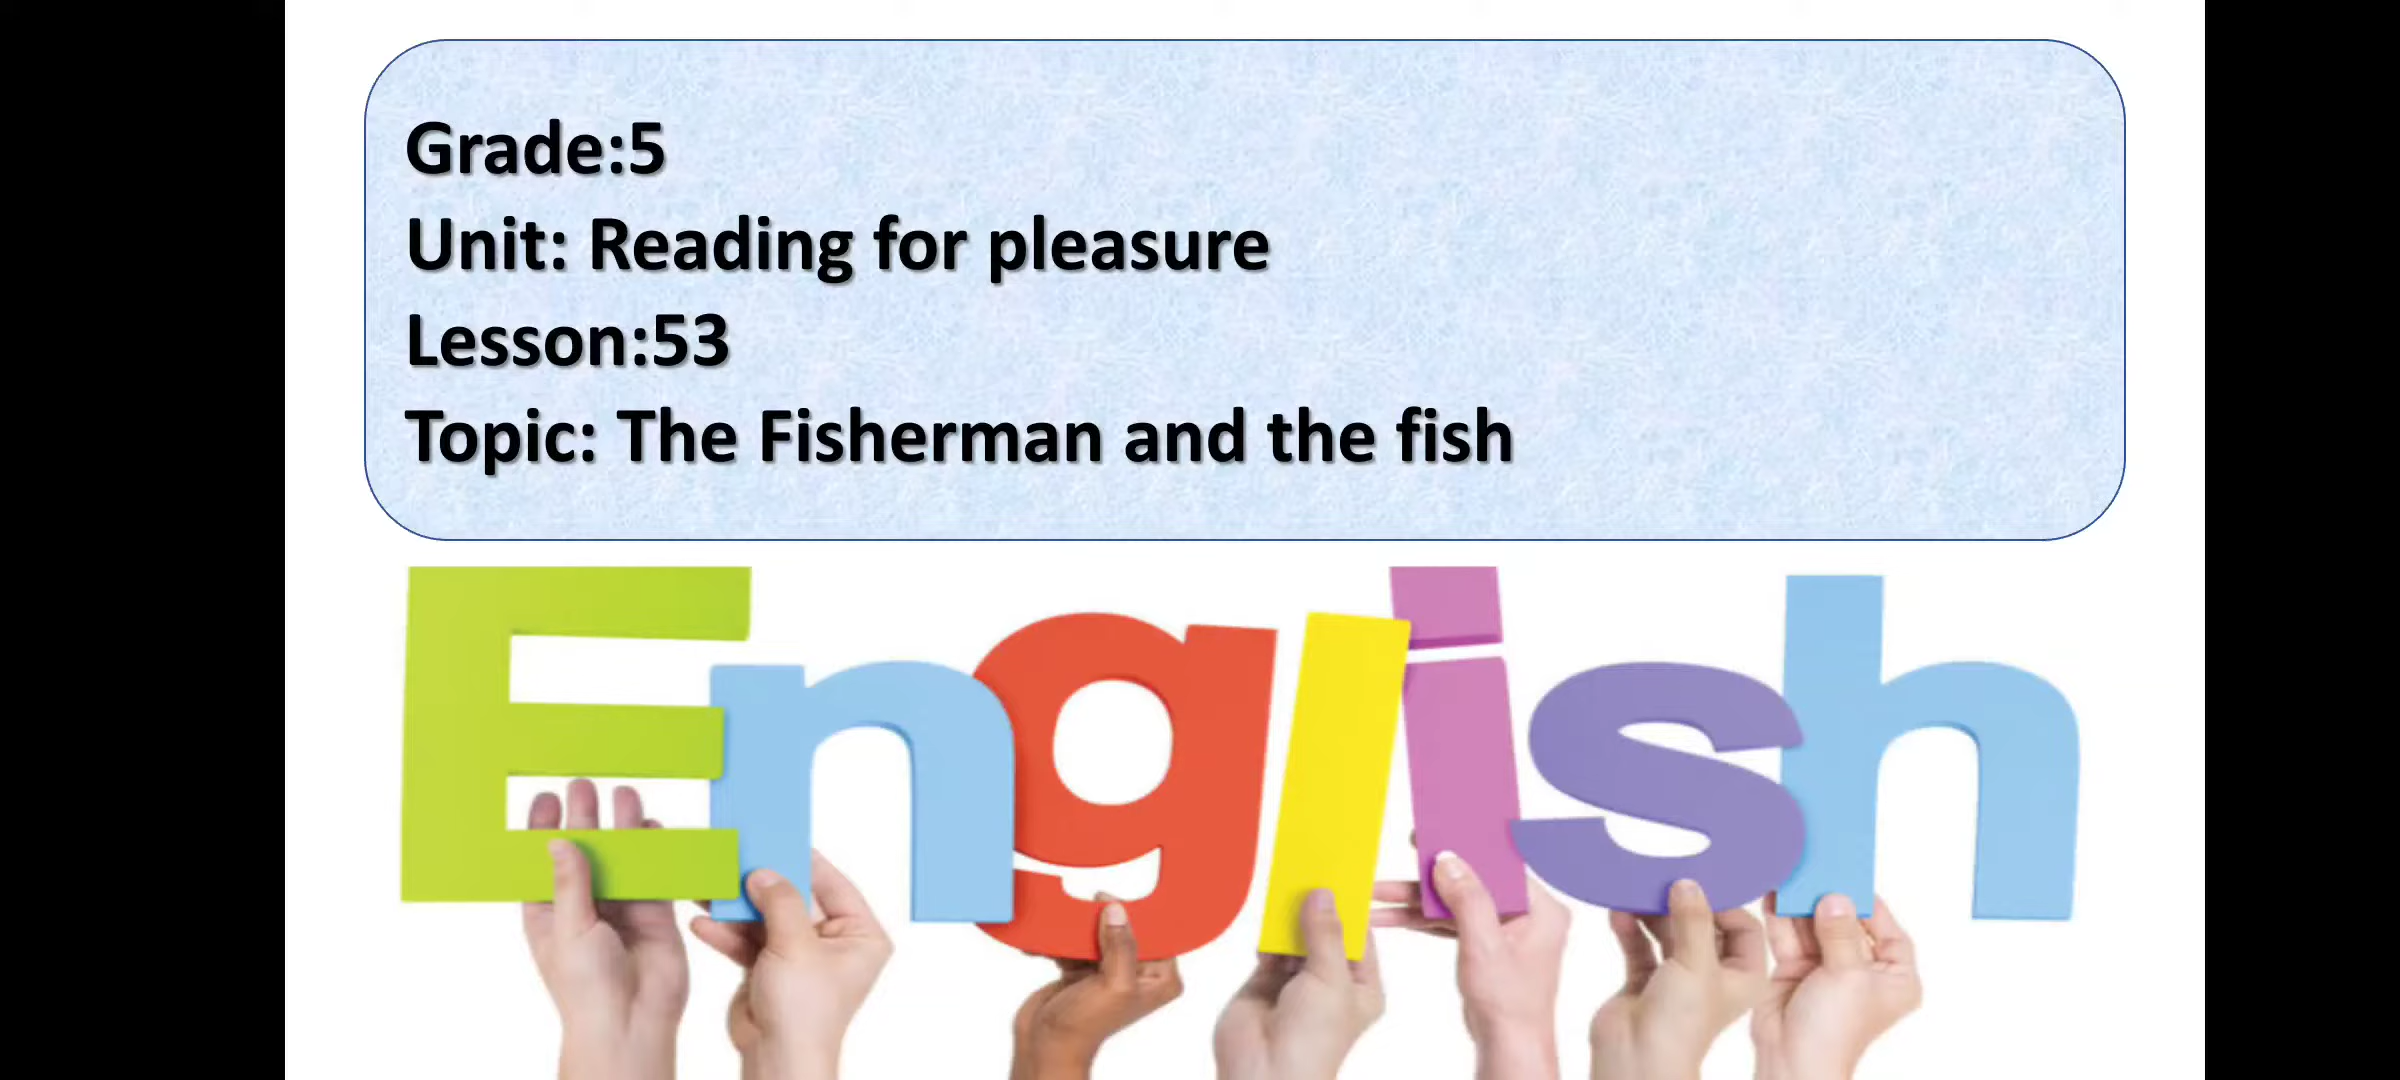 Grade:5
Unit: Reading for pleasure
Lesson:53
Topic: The Fisherman and the fish
English